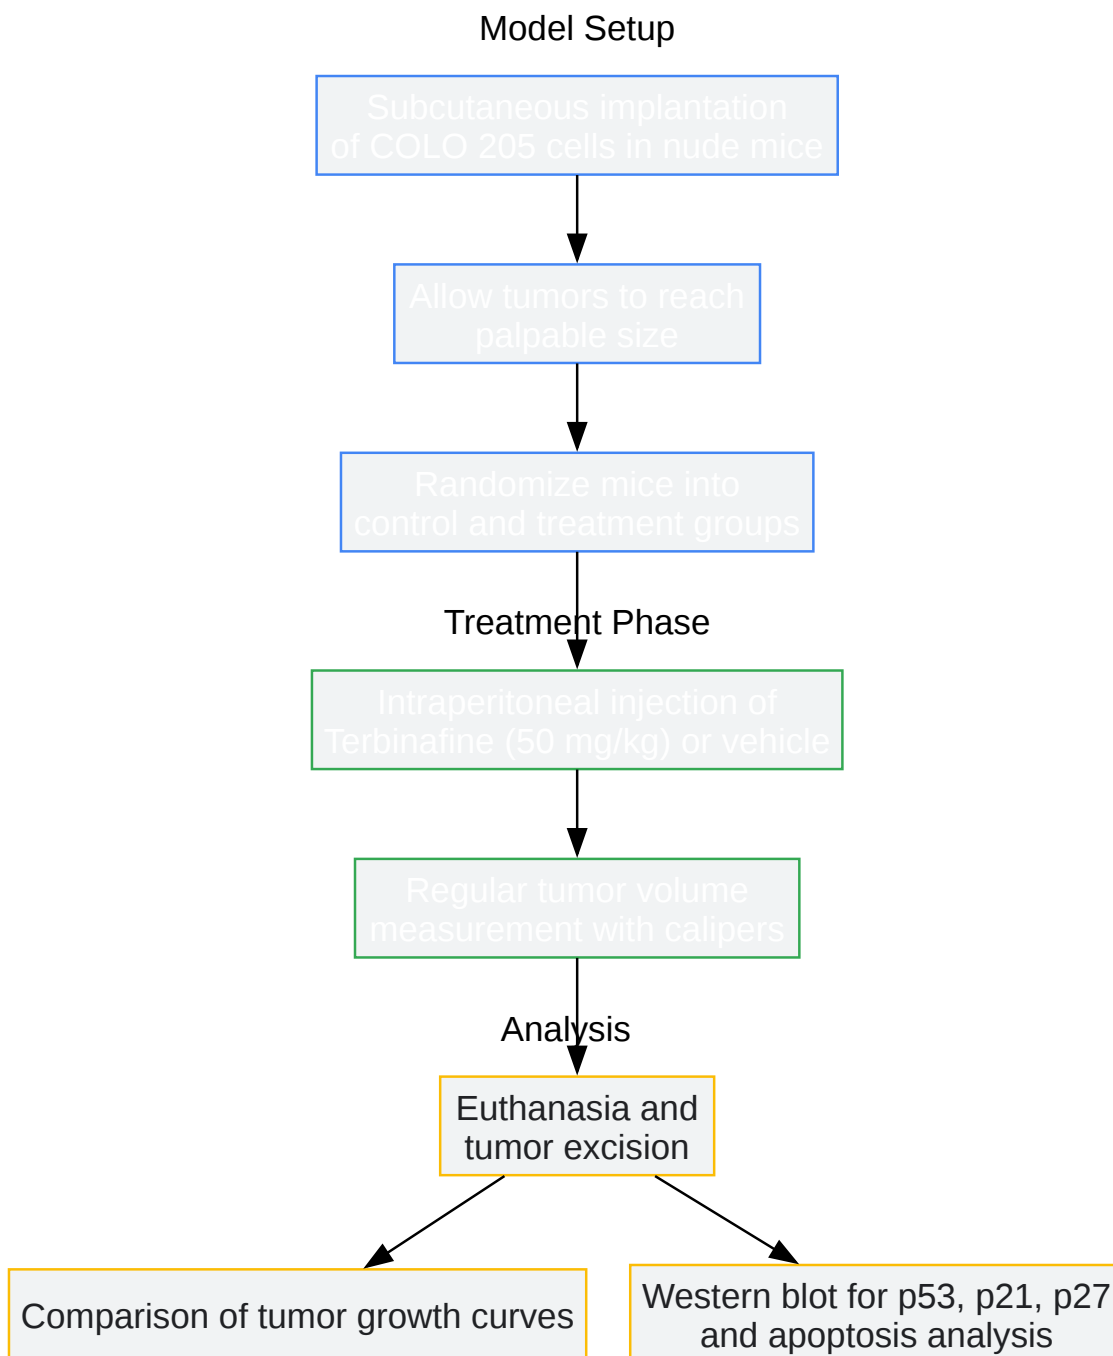 Model Setup
Subcutaneous implantation
of COLO 205 cells in nude mice
Allow tumors to reach
palpable size
Randomize mice into
control and treatment groups
Treatment Phase
Intraperitoneal injection of
Terbinafine (50 mg/kg) or vehicle
Regular tumor volume
measurement with calipers
Analysis
Euthanasia and
tumor excision
Comparison of tumor growth curves
Western blot for p53, p21, p27
and apoptosis analysis